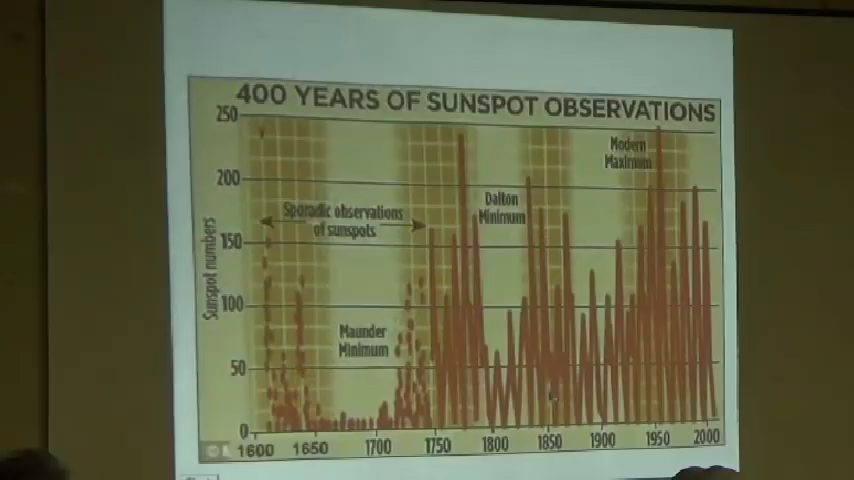 400 YEARS OF SUNSPOT OBSERVATIONS
250
200
150
100
50
0
Sunspot numbers
Sporadic observations
of sunspots
Maunder
Minimum
Dalton
Minimum
Modern
Maximum
1600 1650 1700 1750 1800 1850 1900 1950 2000
©